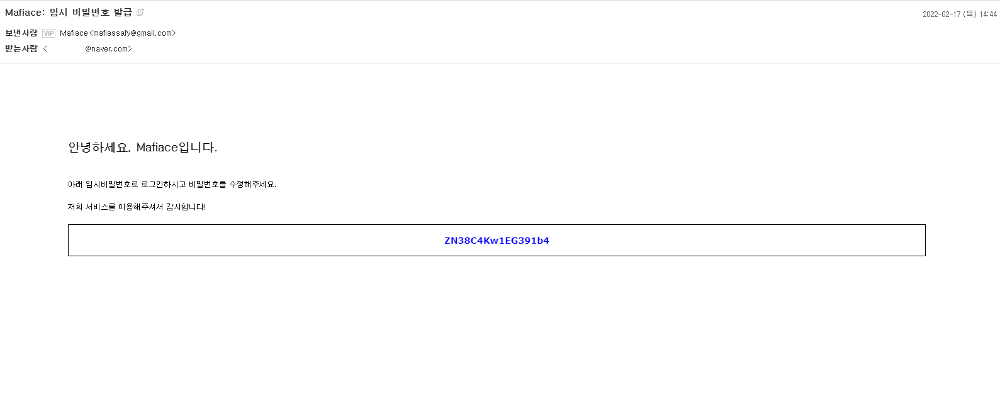 Mafiace: 임시 비밀번호 발급
2022-02-17 (목) 14:44
보낸사람 VIP Mafiace<mafiassafy@gmail.com>
받는사람 < @naver.com>
안녕하세요, Mafiace입니다.
아래 임시비밀번호로 로그인하시고 비밀번호를 수정해주세요.
저희 서비스를 이용해주셔서 감사합니다!
ZN38C4Kw1EG391b4